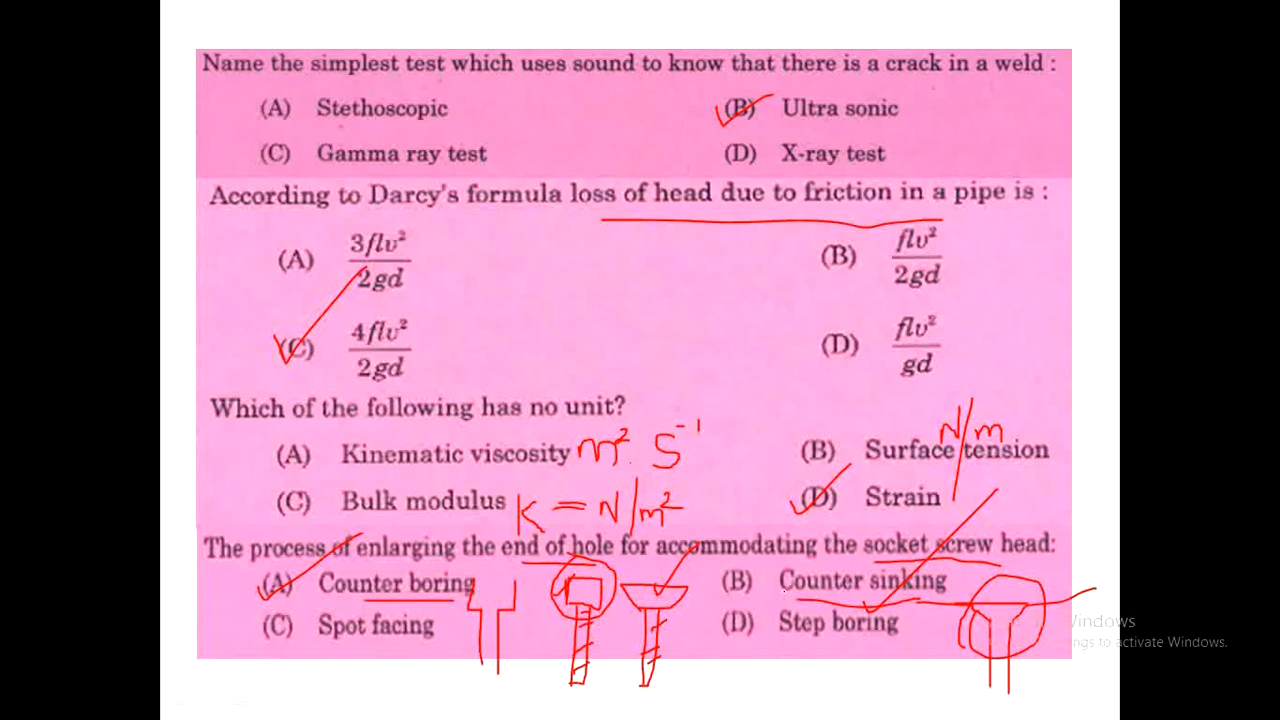 Name the simplest test which uses sound to know that there is a crack in a weld :
(A) Stethoscopic (B) Ultra sonic
(C) Gamma ray test (D) X-ray test
According to Darcy's formula loss of head due to friction in a pipe is :
(A) 3flv²/2gd (B) flv²/2gd
(C) 4flv²/2gd (D) flv²/gd
Which of the following has no unit?
(A) Kinematic viscosity m² S⁻¹ (B) Surface tension N/m
(C) Bulk modulus K = N/m² (D) Strain
The process of enlarging the end of hole for accommodating the socket screw head:
(A) Counter boring (B) Counter sinking
(C) Spot facing (D) Step boring
Windows
ngs to activate Windows.